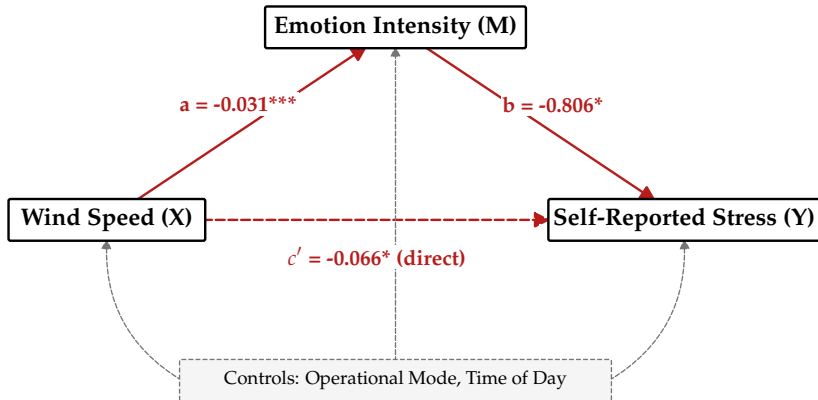 Emotion Intensity (M)
a = -0.031***
b = -0.806*
Wind Speed (X)
Self-Reported Stress (Y)
c′ = -0.066* (direct)
Controls: Operational Mode, Time of Day